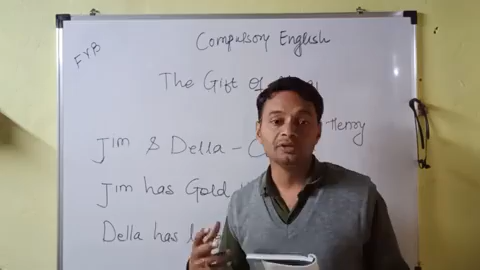 FYB
Compulsory English
The Gift of
Henry
Jim & Della -
Jim has Gold
Della has